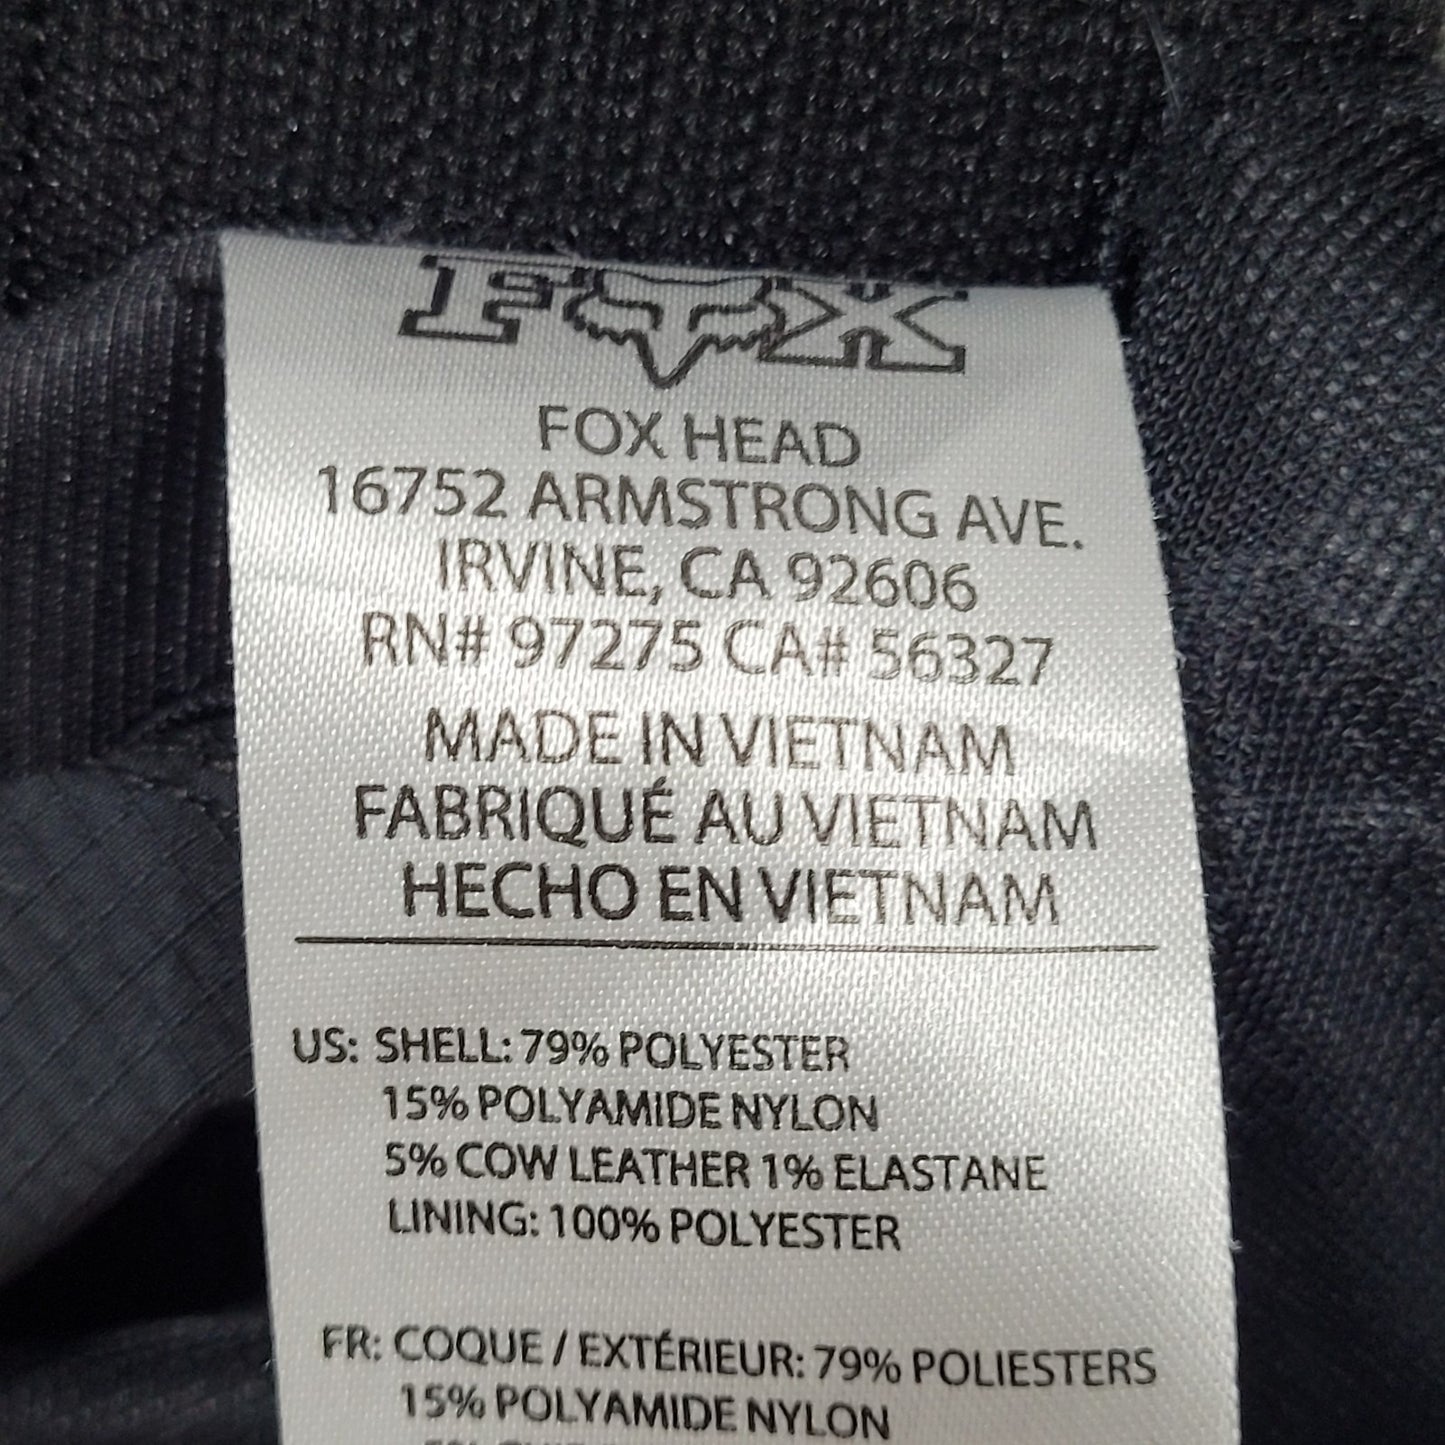 FOX
FOX HEAD
16752 ARMSTRONG AVE.
IRVINE, CA 92606
RN# 97275 CA# 56327
MADE IN VIETNAM
FABRIQUÉ AU VIETNAM
HECHO EN VIETNAM
US: SHELL: 79% POLYESTER
15% POLYAMIDE NYLON
5% COW LEATHER 1% ELASTANE
LINING: 100% POLYESTER
FR: COQUE / EXTÉRIEUR: 79% POLIESTERS
15% POLYAMIDE NYLON